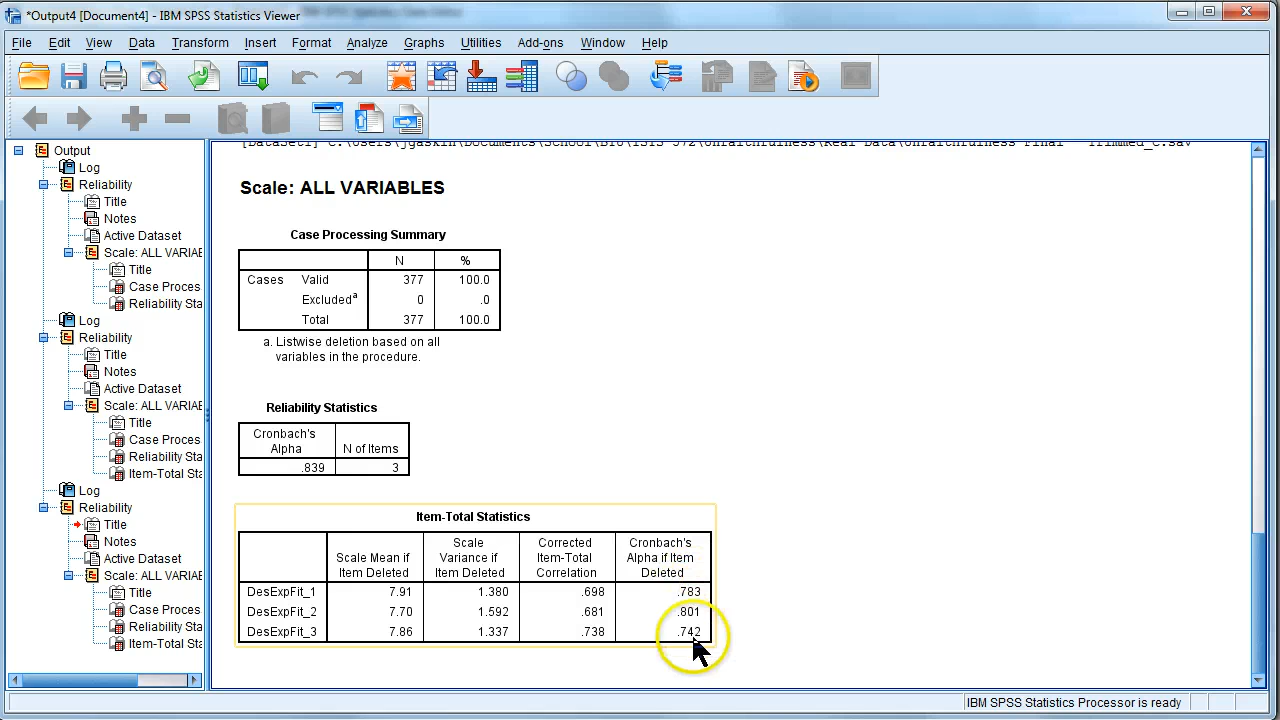 *Output4 [Document4] - IBM SPSS Statistics Viewer
File Edit View Data Transform Insert Format Analyze Graphs Utilities Add-ons Window Help
Output
Log
Reliability
Title
Notes
Active Dataset
Scale: ALL VARIAE
Title
Case Proces
Reliability Sta
Log
Reliability
Title
Notes
Active Dataset
Scale: ALL VARIAE
Title
Case Proces
Reliability Sta
Item-Total Sta
Log
Reliability
Title
Notes
Active Dataset
Scale: ALL VARIAE
Title
Case Proces
Reliability Sta
Item-Total Sta
Scale: ALL VARIABLES
Case Processing Summary
N %
Cases Valid 377 100.0
Excludedᵃ 0 .0
Total 377 100.0
a. Listwise deletion based on all
variables in the procedure.
Reliability Statistics
Cronbach's
Alpha N of Items
.839 3
Item-Total Statistics
Scale Mean if Item Deleted Scale Variance if Item Deleted Corrected Item-Total Correlation Cronbach's Alpha if Item Deleted
DesExpFit_1 7.91 1.380 .698 .783
DesExpFit_2 7.70 1.592 .681 .801
DesExpFit_3 7.86 1.337 .738 .742
IBM SPSS Statistics Processor is ready